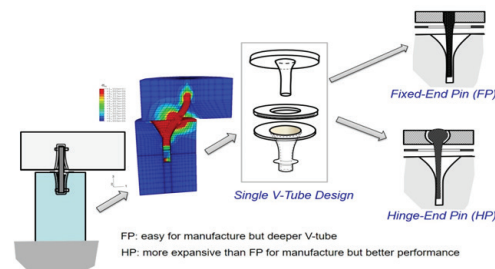 Fixed-End Pin (FP)
Single V-Tube Design
Hinge-End Pin (HP)
FP: easy for manufacture but deeper V-tube
HP: more expansive than FP for manufacture but better performance